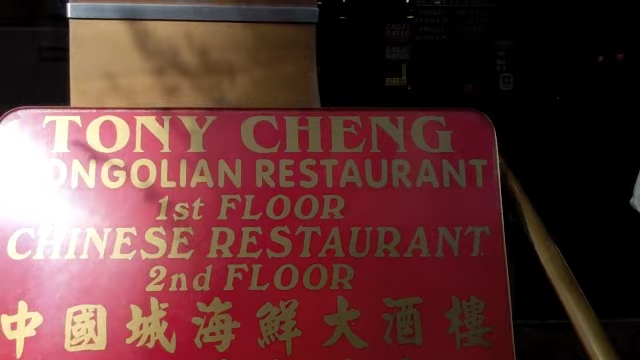 TONY CHENG
MONGOLIAN RESTAURANT
1st FLOOR
CHINESE RESTAURANT
2nd FLOOR
中國城海鮮大酒樓